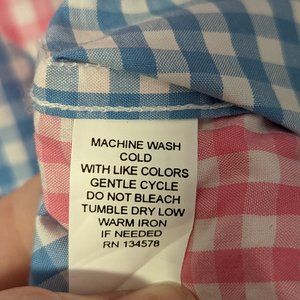 MACHINE WASH
COLD
WITH LIKE COLORS
GENTLE CYCLE
DO NOT BLEACH
TUMBLE DRY LOW
WARM IRON
IF NEEDED
RN 134578